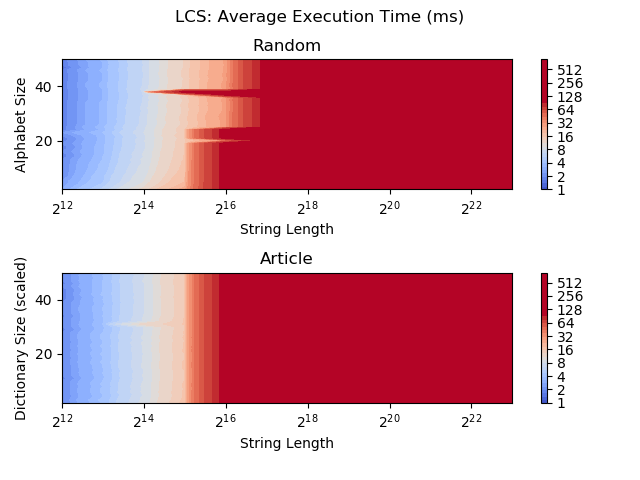 LCS: Average Execution Time (ms)
Random
Alphabet Size
40
20
2^12 2^14 2^16 2^18 2^20 2^22
String Length
512
256
128
64
32
16
8
4
2
1
Article
Dictionary Size (scaled)
40
20
2^12 2^14 2^16 2^18 2^20 2^22
String Length
512
256
128
64
32
16
8
4
2
1